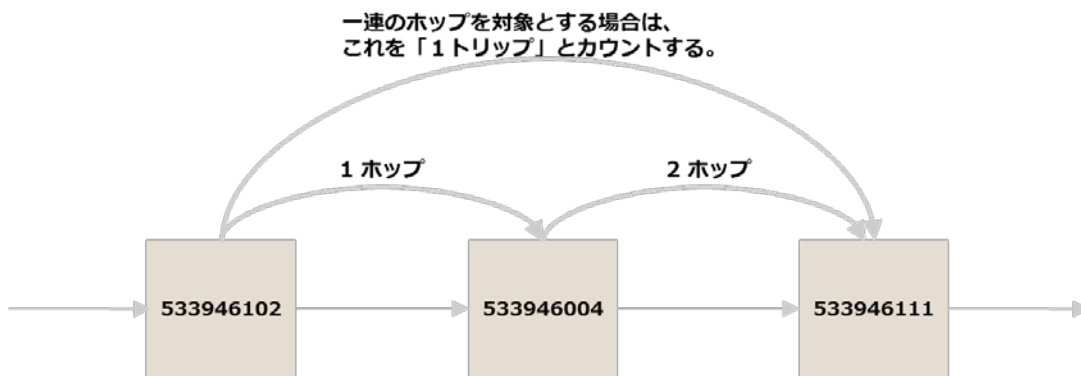 一連のホップを対象とする場合は、
これを「１トリップ」とカウントする。
1 ホップ
2 ホップ
533946102
533946004
533946111